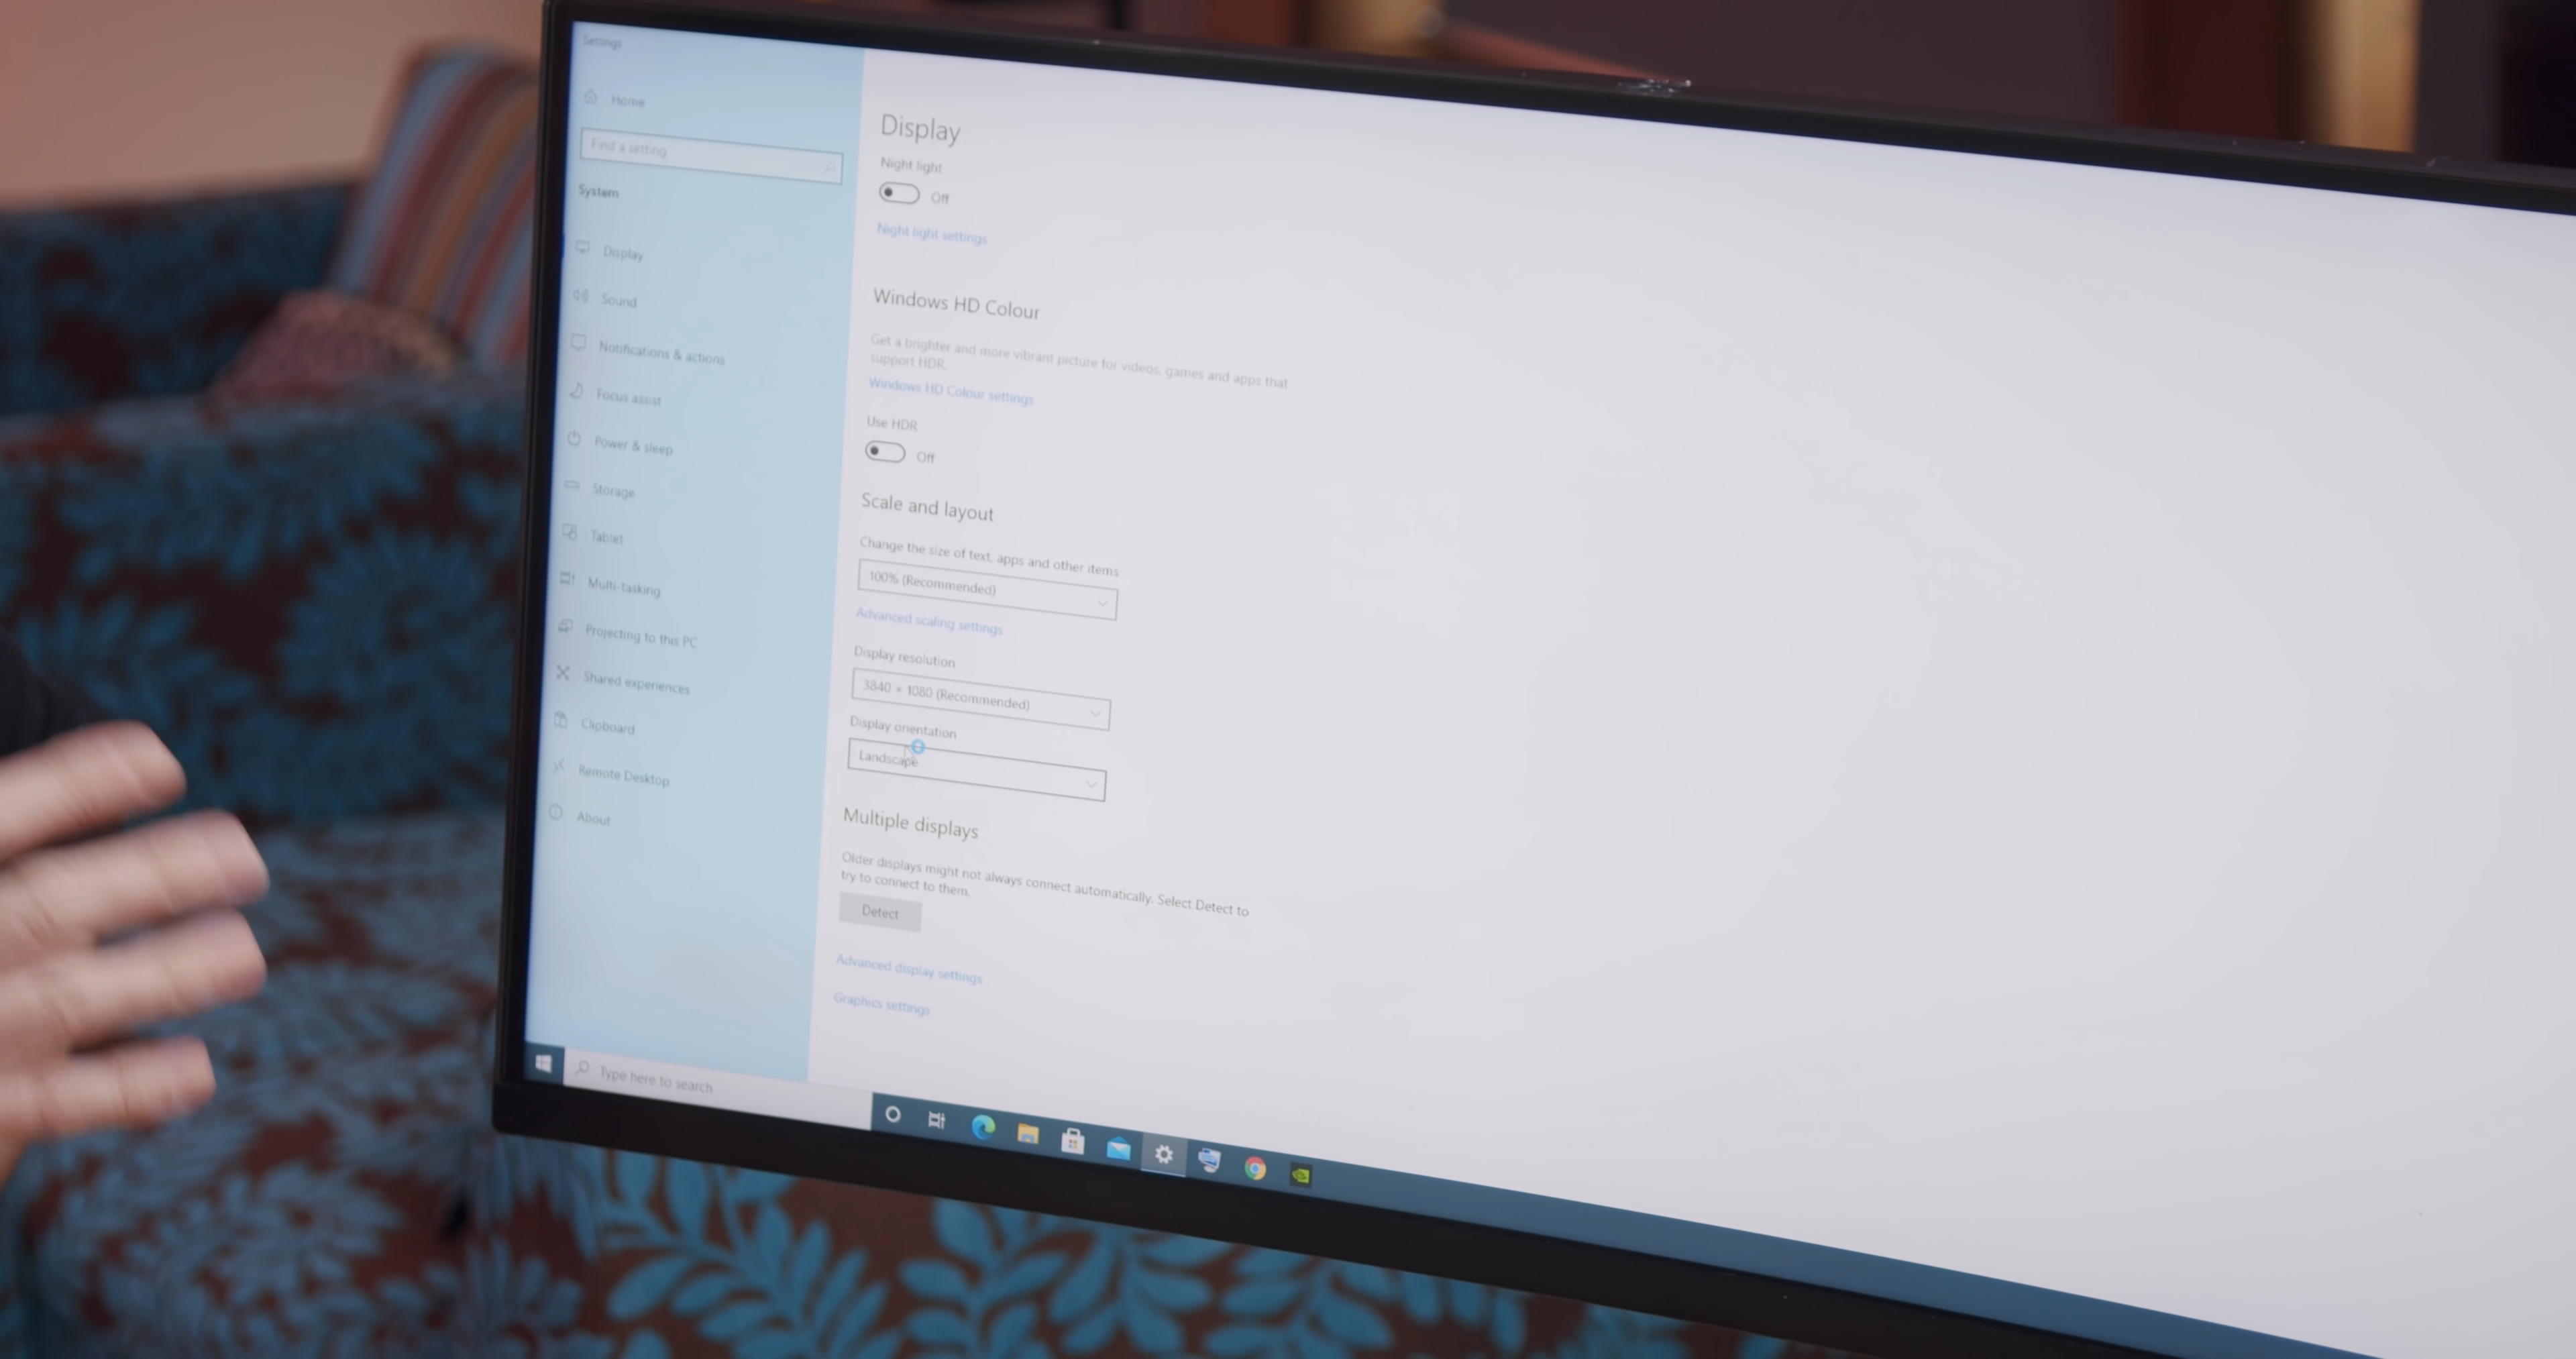 Settings
Home
Find a setting
System
Display
Sound
Notifications & actions
Focus assist
Power & sleep
Storage
Tablet
Multi-tasking
Projecting to this PC
Shared experiences
Clipboard
Remote Desktop
About
Display
Night light
Off
Night light settings
Windows HD Colour
Get a brighter and more vibrant picture for videos, games and apps that
support HDR.
Windows HD Colour settings
Use HDR
Off
Scale and layout
Change the size of text, apps and other items
100% (Recommended)
Advanced scaling settings
Display resolution
3840 × 1080 (Recommended)
Display orientation
Landscape
Multiple displays
Older displays might not always connect automatically. Select Detect to
try to connect to them.
Detect
Advanced display settings
Graphics settings
Type here to search